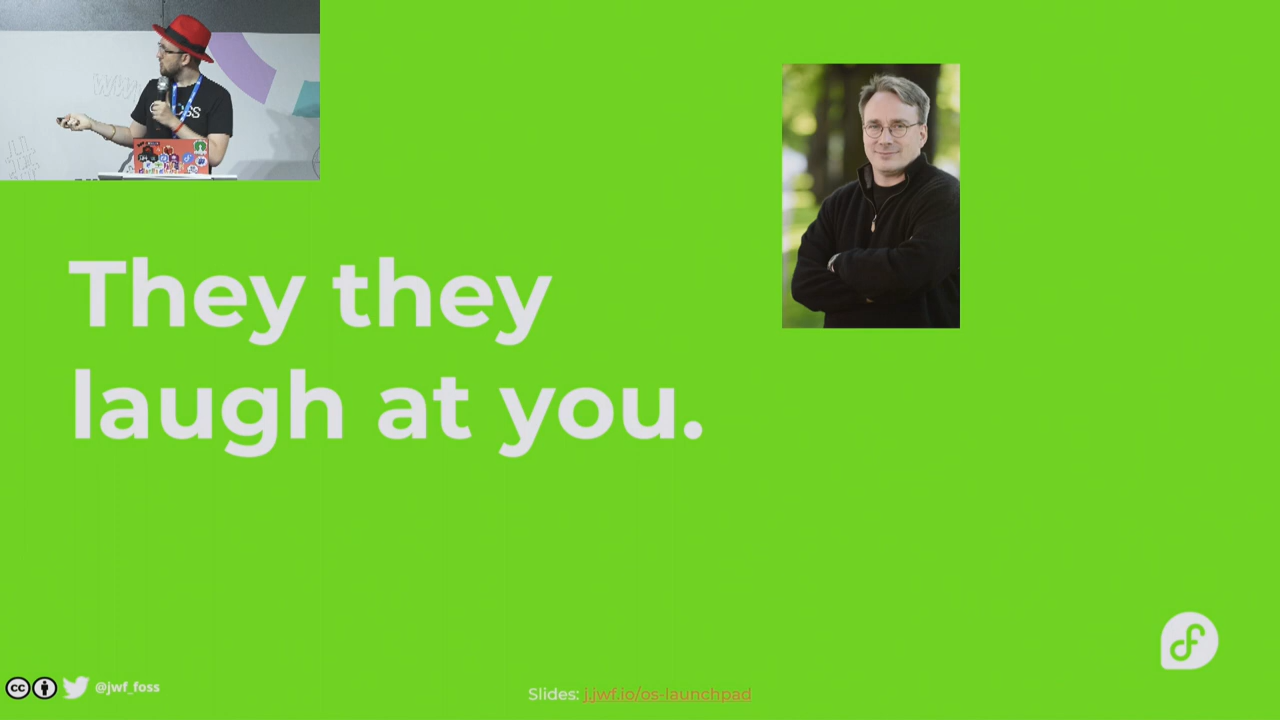 They they
laugh at you.
@jwf_foss
Slides: j.jwf.io/os-launchpad